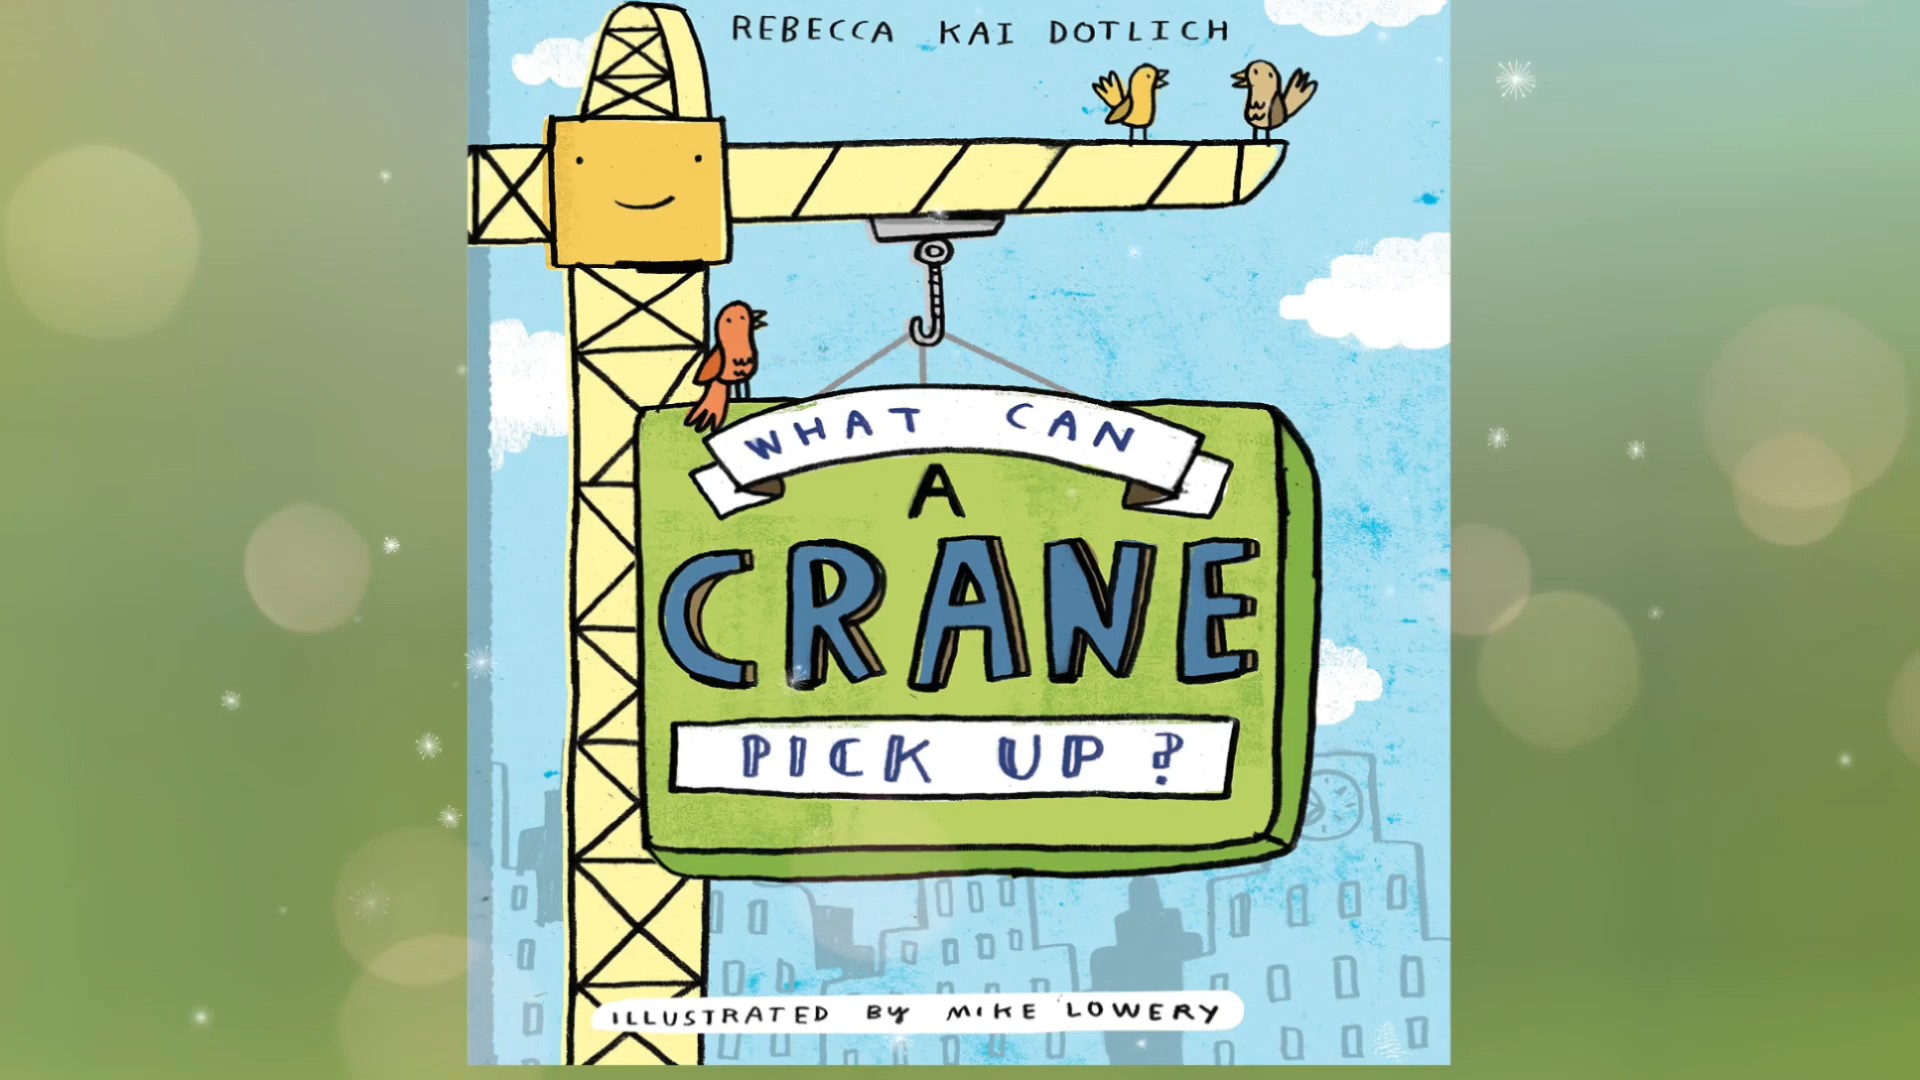 REBECCA KAI DOTLICH
WHAT CAN
A
CRANE
PICK UP?
ILLUSTRATED BY MIKE LOWERY